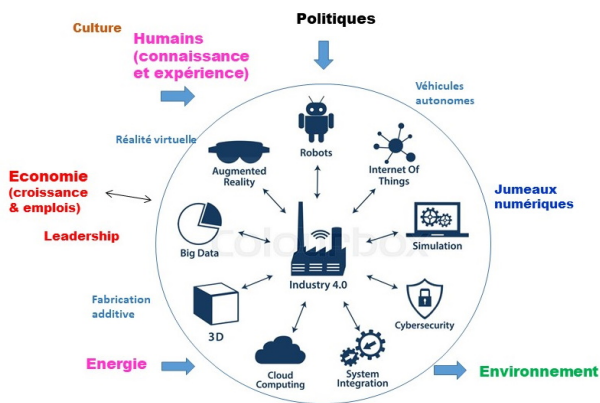 Politiques
Culture
Humains
(connaissance
et expérience)
Véhicules
autonomes
Réalité virtuelle
Robots
Augmented
Reality
Internet Of
Things
Economie
(croissance
& emplois)
Jumeaux
numériques
Leadership
Big Data
Simulation
colourbox
Industry 4.0
Fabrication
additive
3D
Cybersecurity
Energie
Cloud
Computing
System
Integration
Environnement